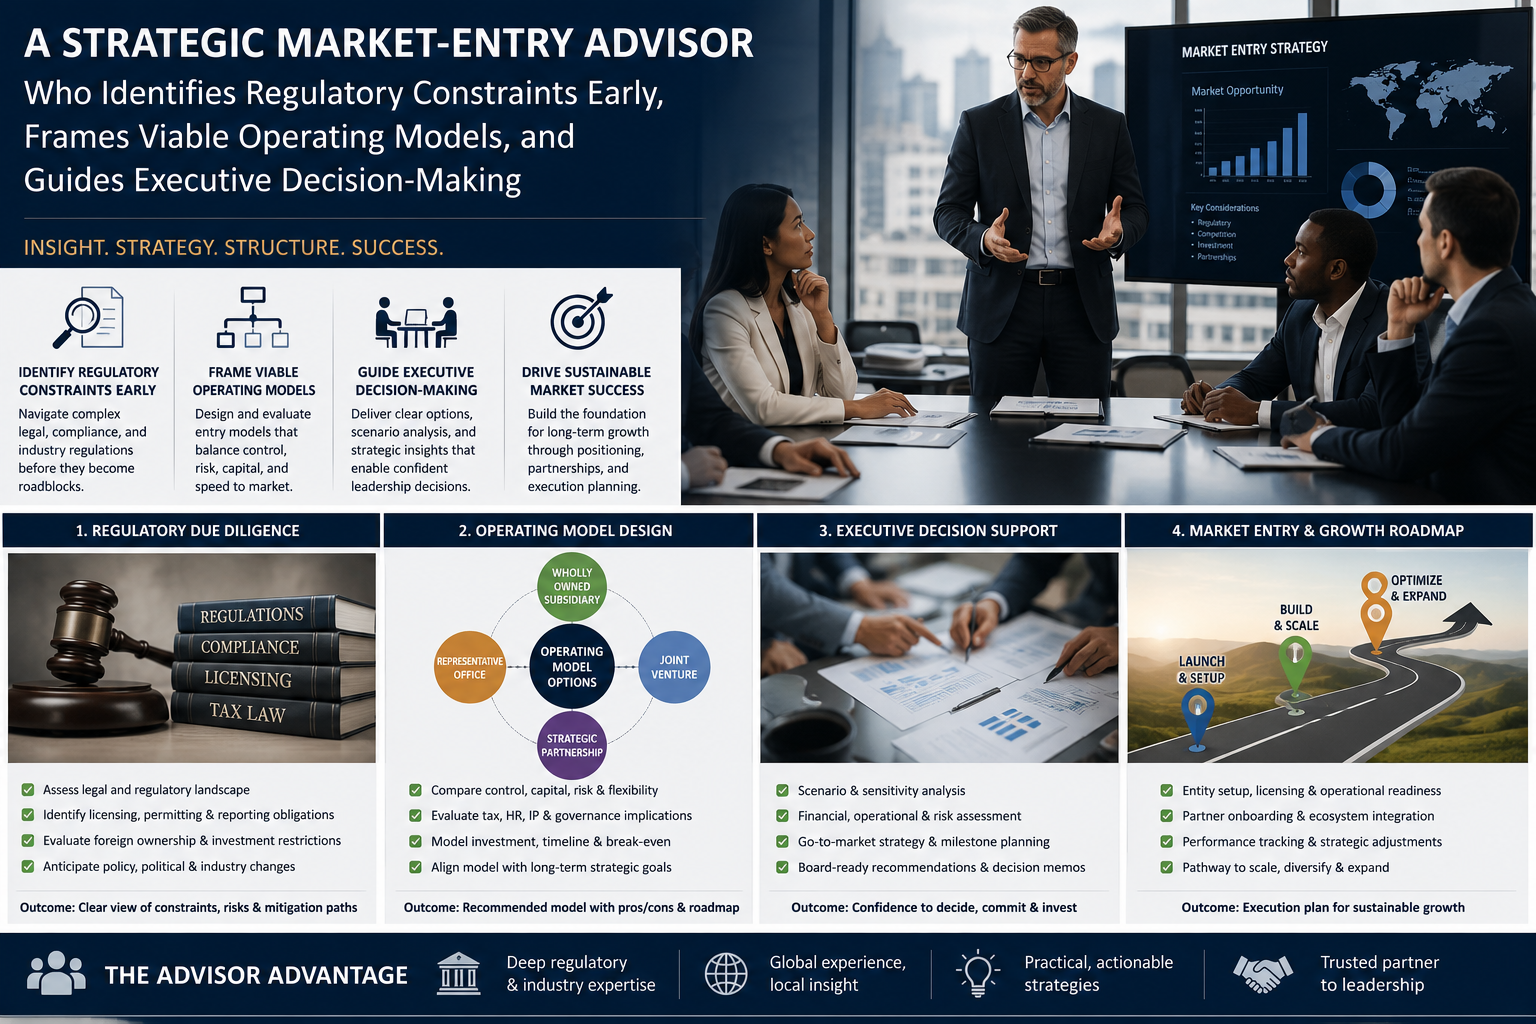 A STRATEGIC MARKET-ENTRY ADVISOR
Who Identifies Regulatory Constraints Early,
Frames Viable Operating Models, and
Guides Executive Decision-Making
INSIGHT. STRATEGY. STRUCTURE. SUCCESS.
MARKET ENTRY STRATEGY
Market Opportunity
Key Considerations
• Regulatory
• Competition
• Investment
• Partnerships
IDENTIFY REGULATORY
CONSTRAINTS EARLY
Navigate complex
legal, compliance, and
industry regulations
before they become
roadblocks.
FRAME VIABLE
OPERATING MODELS
Design and evaluate
entry models that
balance control,
risk, capital, and
speed to market.
GUIDE EXECUTIVE
DECISION-MAKING
Deliver clear options,
scenario analysis, and
strategic insights that
enable confident
leadership decisions.
DRIVE SUSTAINABLE
MARKET SUCCESS
Build the foundation
for long-term growth
through positioning,
partnerships, and
execution planning.
1. REGULATORY DUE DILIGENCE
REGULATIONS
COMPLIANCE
LICENSING
TAX LAW
Assess legal and regulatory landscape
Identify licensing, permitting & reporting obligations
Evaluate foreign ownership & investment restrictions
Anticipate policy, political & industry changes
Outcome: Clear view of constraints, risks & mitigation paths
2. OPERATING MODEL DESIGN
WHOLLY
OWNED
SUBSIDIARY
REPRESENTATIVE
OFFICE
OPERATING
MODEL
OPTIONS
JOINT
VENTURE
STRATEGIC
PARTNERSHIP
Compare control, capital, risk & flexibility
Evaluate tax, HR, IP & governance implications
Model investment, timeline & break-even
Align model with long-term strategic goals
Outcome: Recommended model with pros/cons & roadmap
3. EXECUTIVE DECISION SUPPORT
Scenario & sensitivity analysis
Financial, operational & risk assessment
Go-to-market strategy & milestone planning
Board-ready recommendations & decision memos
Outcome: Confidence to decide, commit & invest
4. MARKET ENTRY & GROWTH ROADMAP
LAUNCH
& SETUP
BUILD
& SCALE
OPTIMIZE
& EXPAND
Entity setup, licensing & operational readiness
Partner onboarding & ecosystem integration
Performance tracking & strategic adjustments
Pathway to scale, diversify & expand
Outcome: Execution plan for sustainable growth
THE ADVISOR ADVANTAGE
Deep regulatory
& industry expertise
Global experience,
local insight
Practical, actionable
strategies
Trusted partner
to leadership